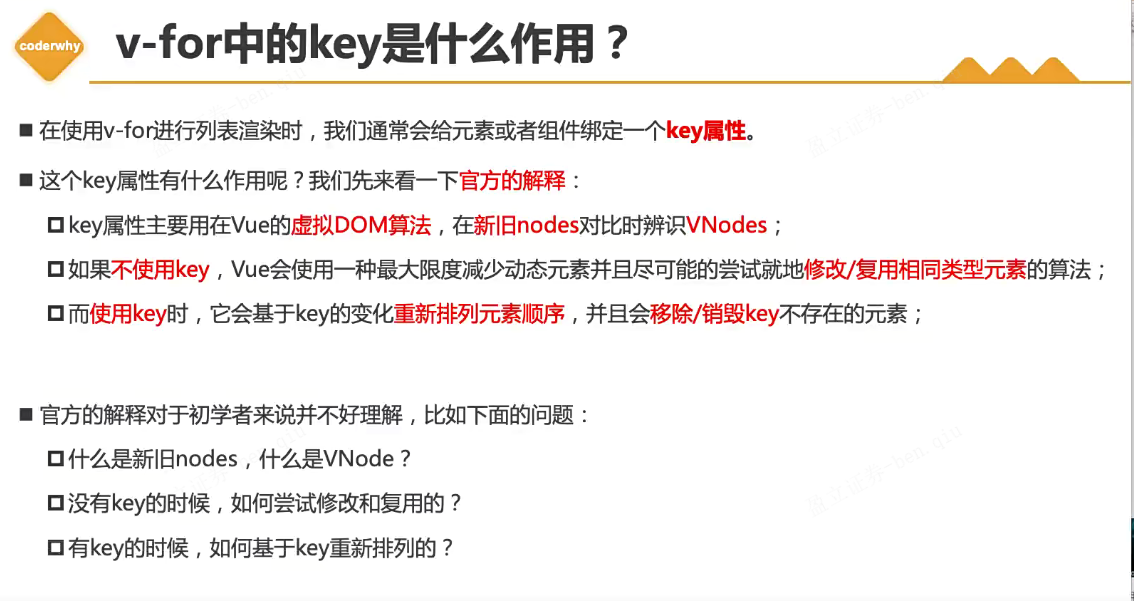 coderwhy
v-for中的key是什么作用？
在使用v-for进行列表渲染时，我们通常会给元素或者组件绑定一个key属性。
这个key属性有什么作用呢？我们先来看一下官方的解释：
key属性主要用在Vue的虚拟DOM算法，在新旧nodes对比时辨识VNodes；
如果不使用key，Vue会使用一种最大限度减少动态元素并且尽可能的尝试就地修改/复用相同类型元素的算法；
而使用key时，它会基于key的变化重新排列元素顺序，并且会移除/销毁key不存在的元素；
官方的解释对于初学者来说并不好理解，比如下面的问题：
什么是新旧nodes，什么是VNode？
没有key的时候，如何尝试修改和复用的？
有key的时候，如何基于key重新排列的？